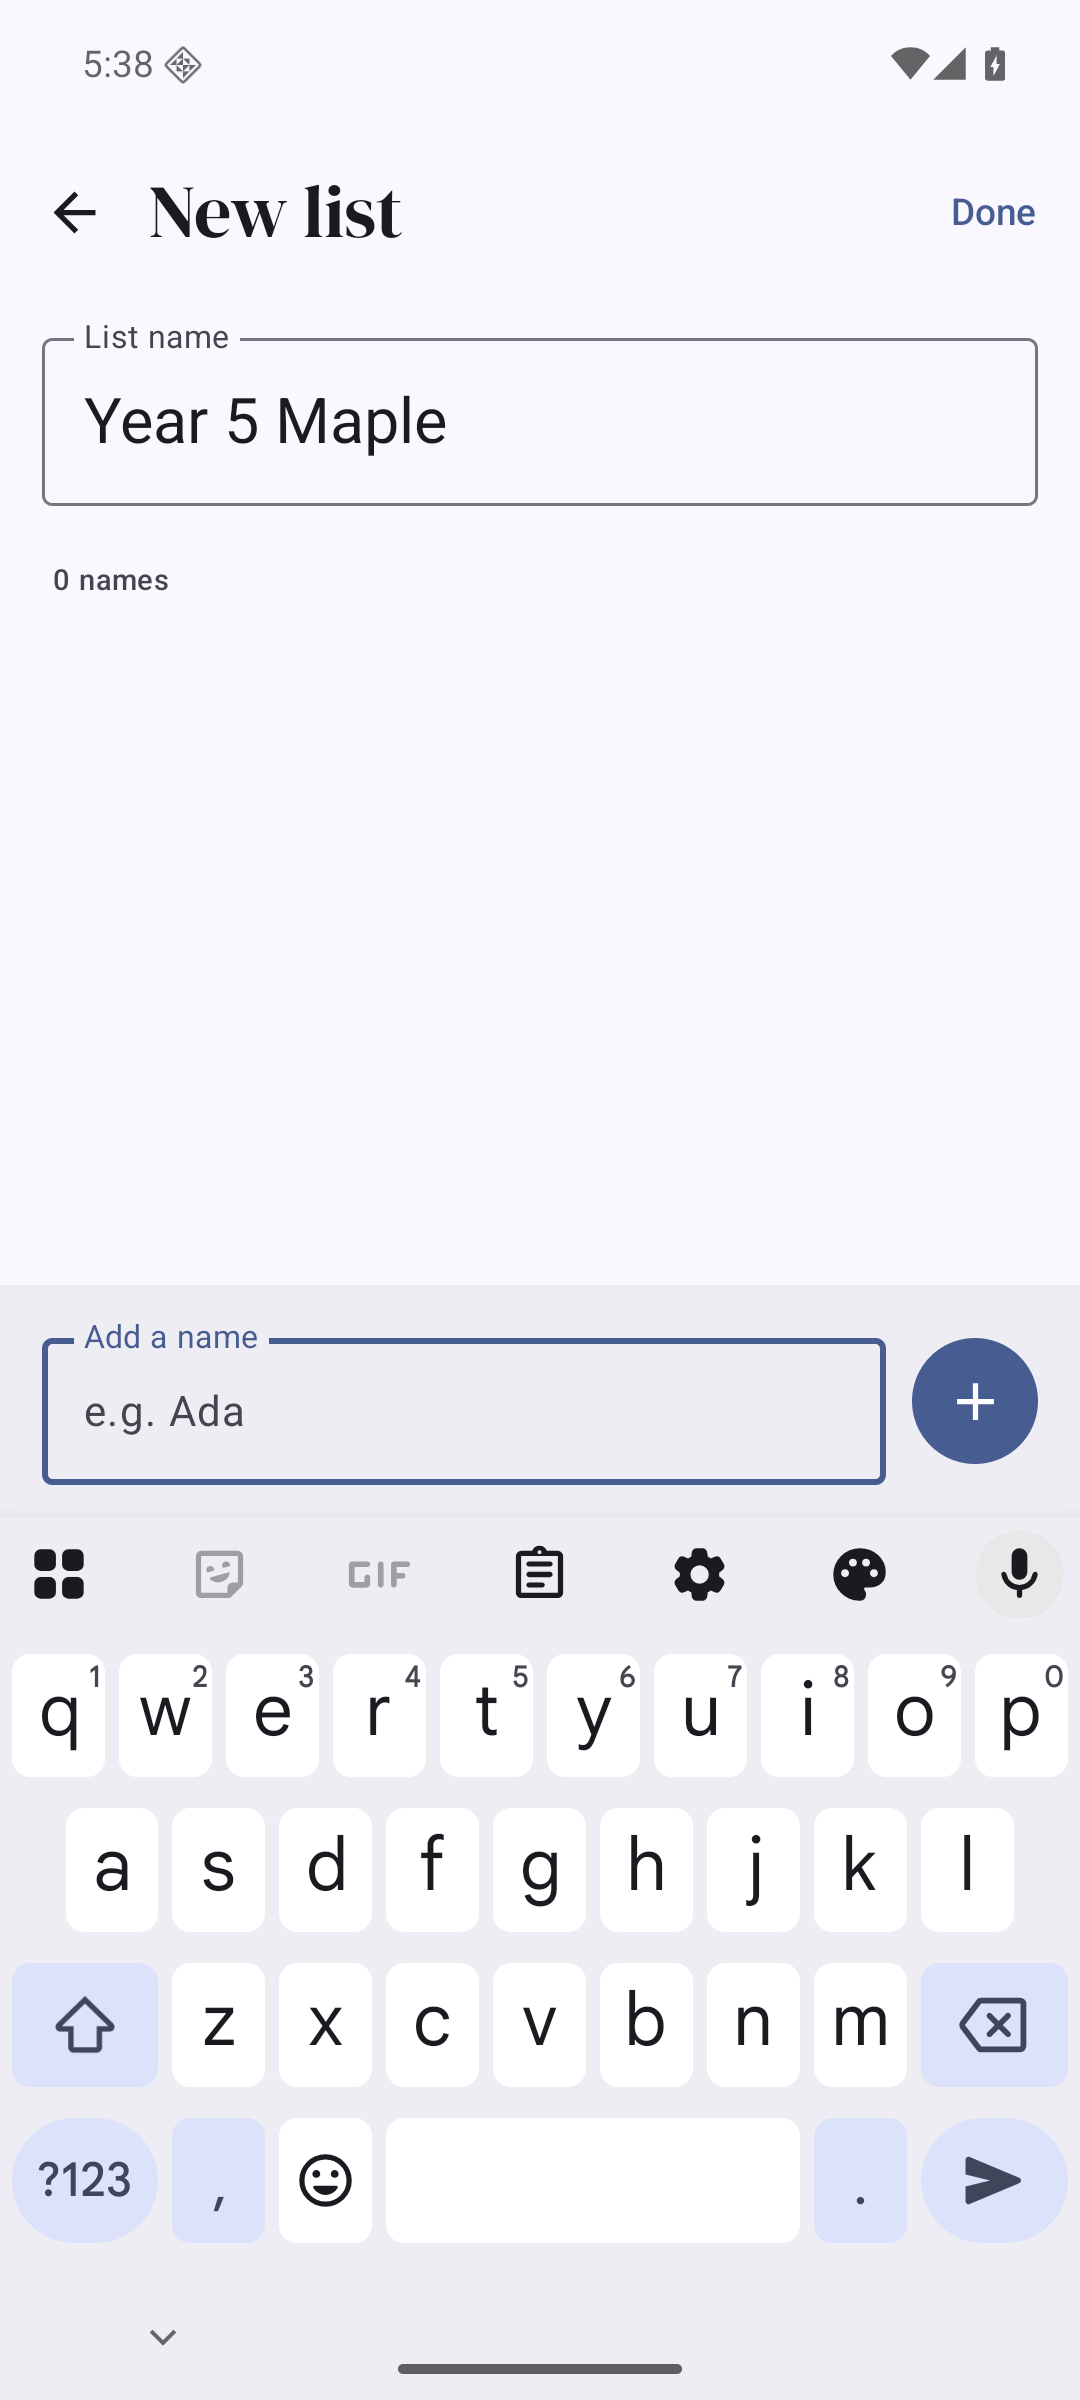 5:38
New list
Done
List name
Year 5 Maple
0 names
Add a name
e.g. Ada
GIF
q 1 w 2 e 3 r 4 t 5 y 6 u 7 i 8 o 9 p 0
a s d f g h j k l
z x c v b n m
?123 , .